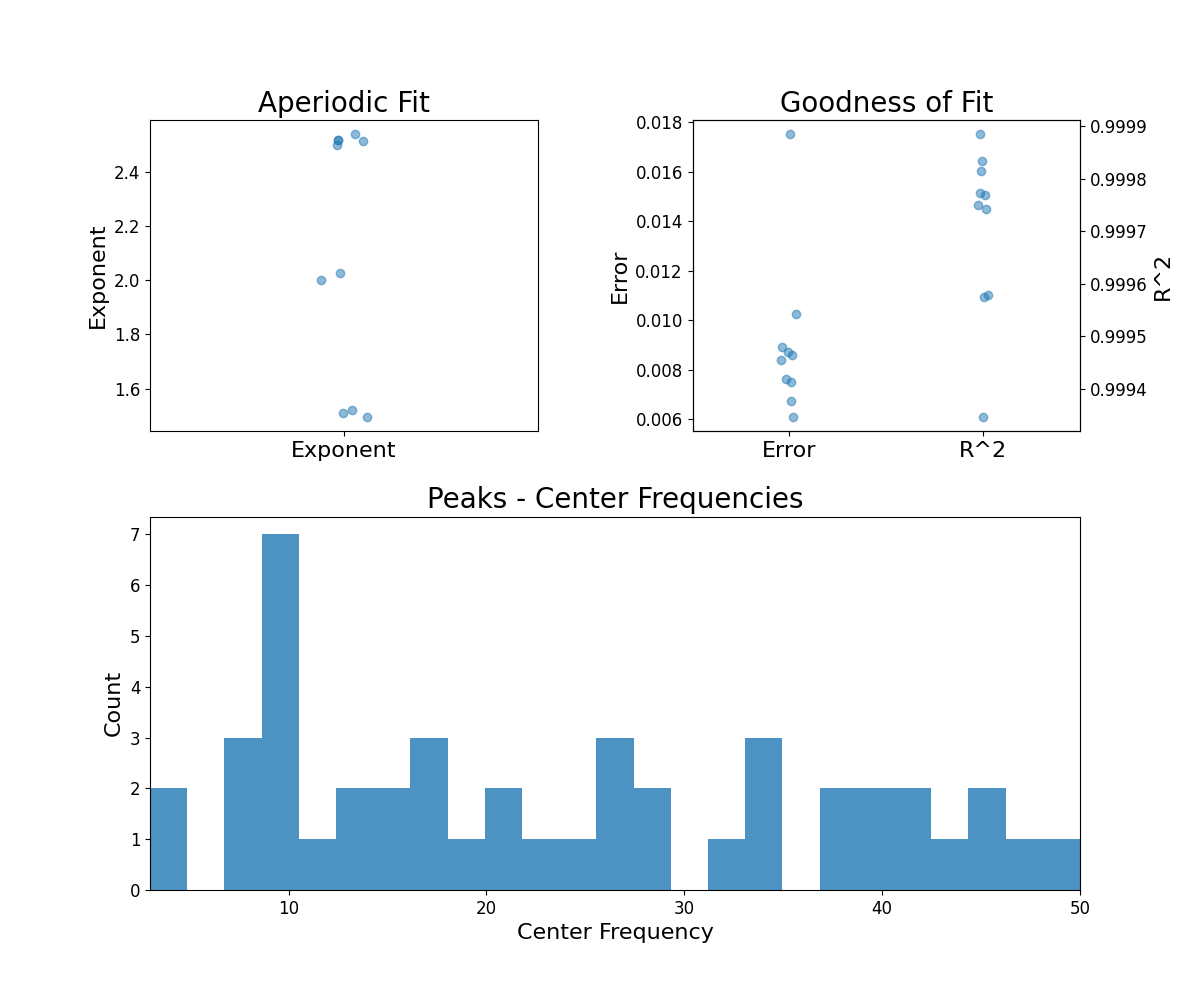 Aperiodic Fit
Exponent
2.4
2.2
2.0
1.8
1.6
Exponent
Goodness of Fit
Error
0.018
0.016
0.014
0.012
0.010
0.008
0.006
Error R^2
0.9999
0.9998
0.9997
0.9996
0.9995
0.9994
R^2
Peaks - Center Frequencies
Count
7
6
5
4
3
2
1
0
10 20 30 40 50
Center Frequency